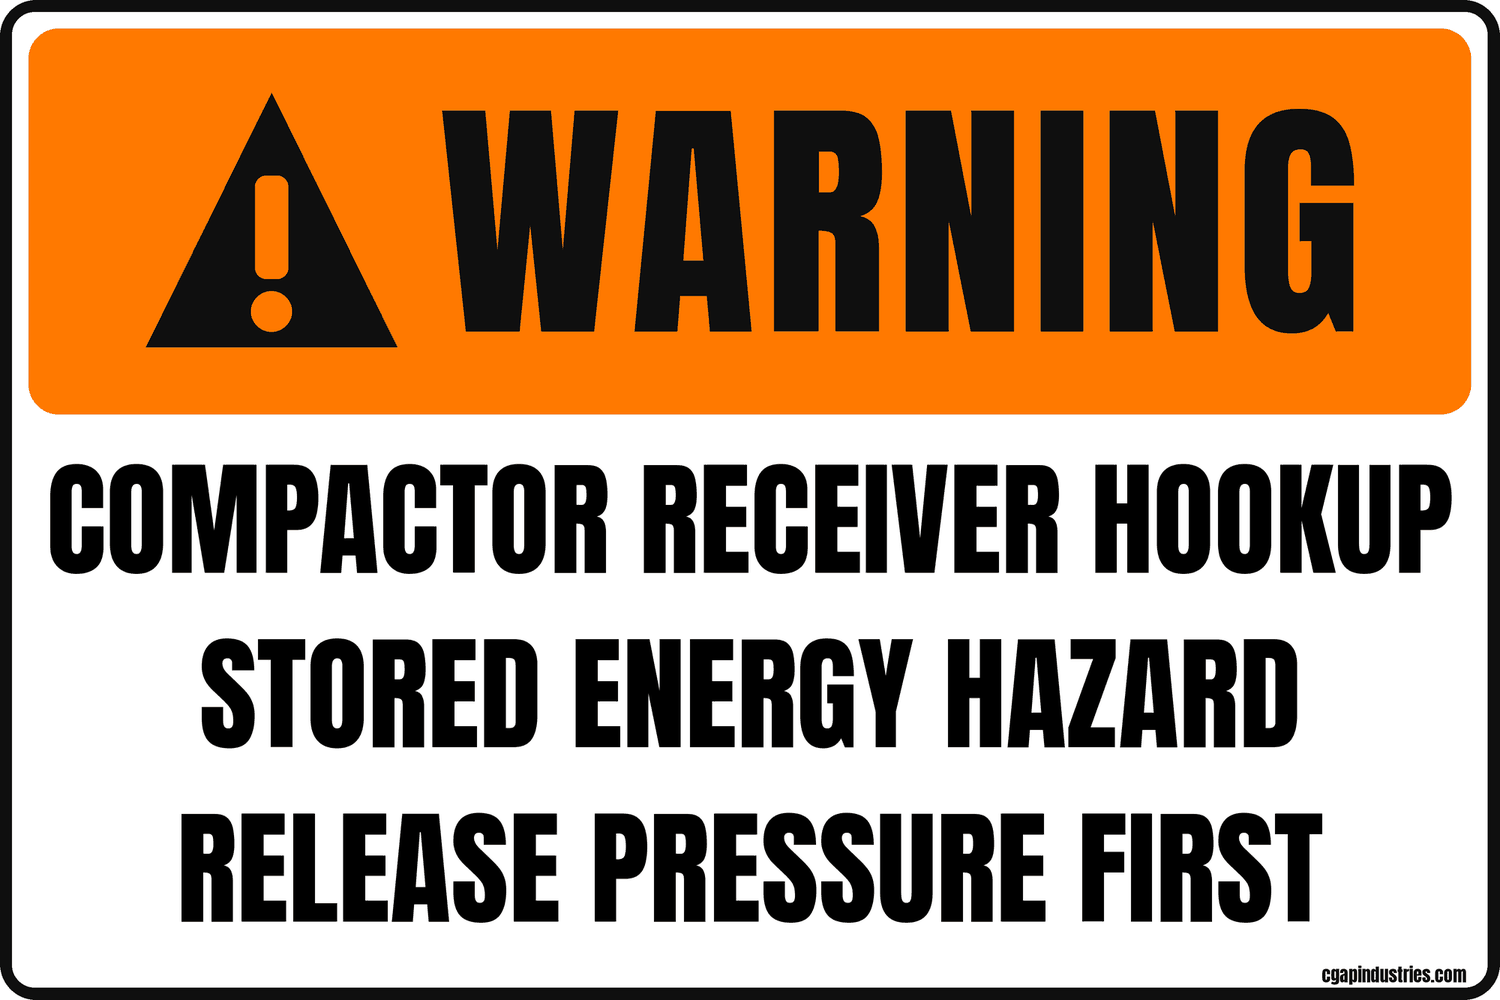 WARNING
COMPACTOR RECEIVER HOOKUP
STORED ENERGY HAZARD
RELEASE PRESSURE FIRST
cgapindustries.com